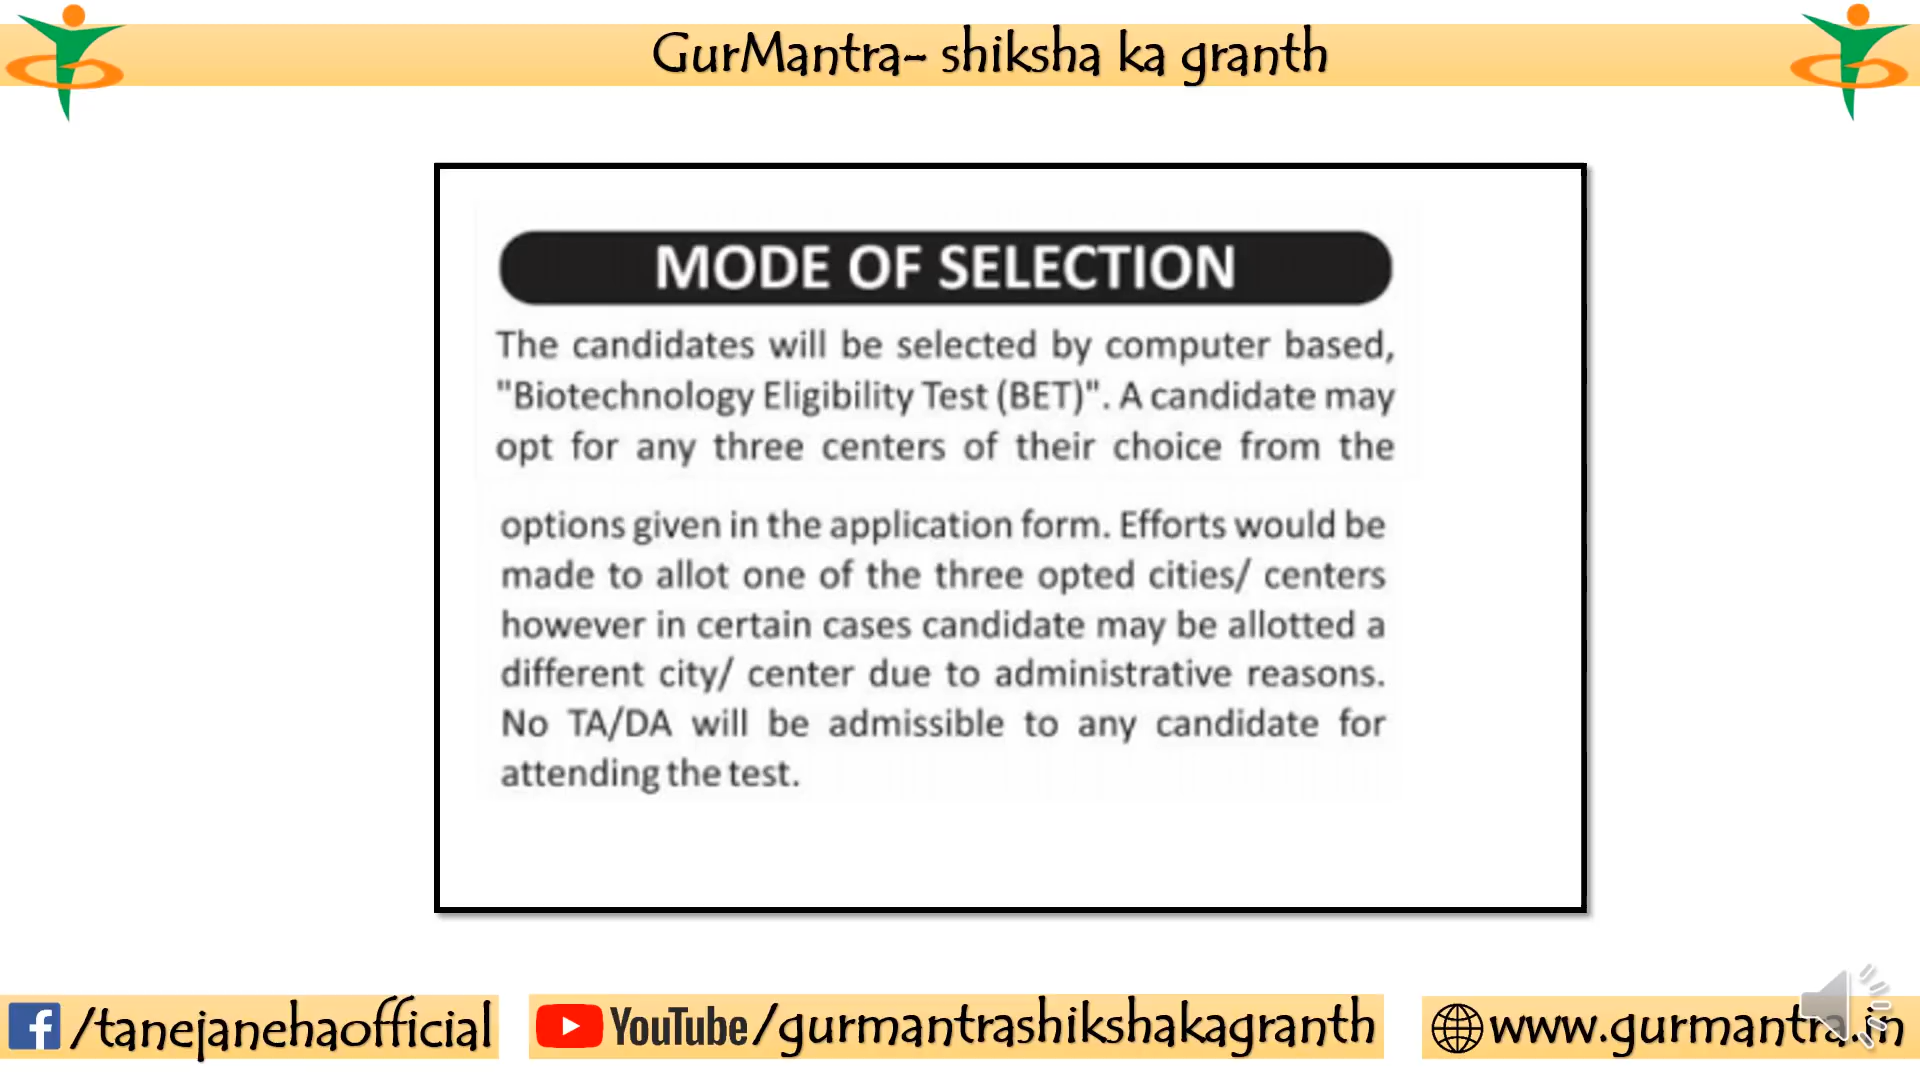 GurMantra- shiksha ka granth
MODE OF SELECTION
The candidates will be selected by computer based,
"Biotechnology Eligibility Test (BET)". A candidate may
opt for any three centers of their choice from the
options given in the application form. Efforts would be
made to allot one of the three opted cities/ centers
however in certain cases candidate may be allotted a
different city/ center due to administrative reasons.
No TA/DA will be admissible to any candidate for
attending the test.
/tanejanehaofficial
YouTube/gurmantrashikshakagranth
www.gurmantra.in